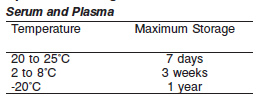 Serum and Plasma
Temperature Maximum Storage
20 to 25°C 7 days
2 to 8°C 3 weeks
-20°C 1 year